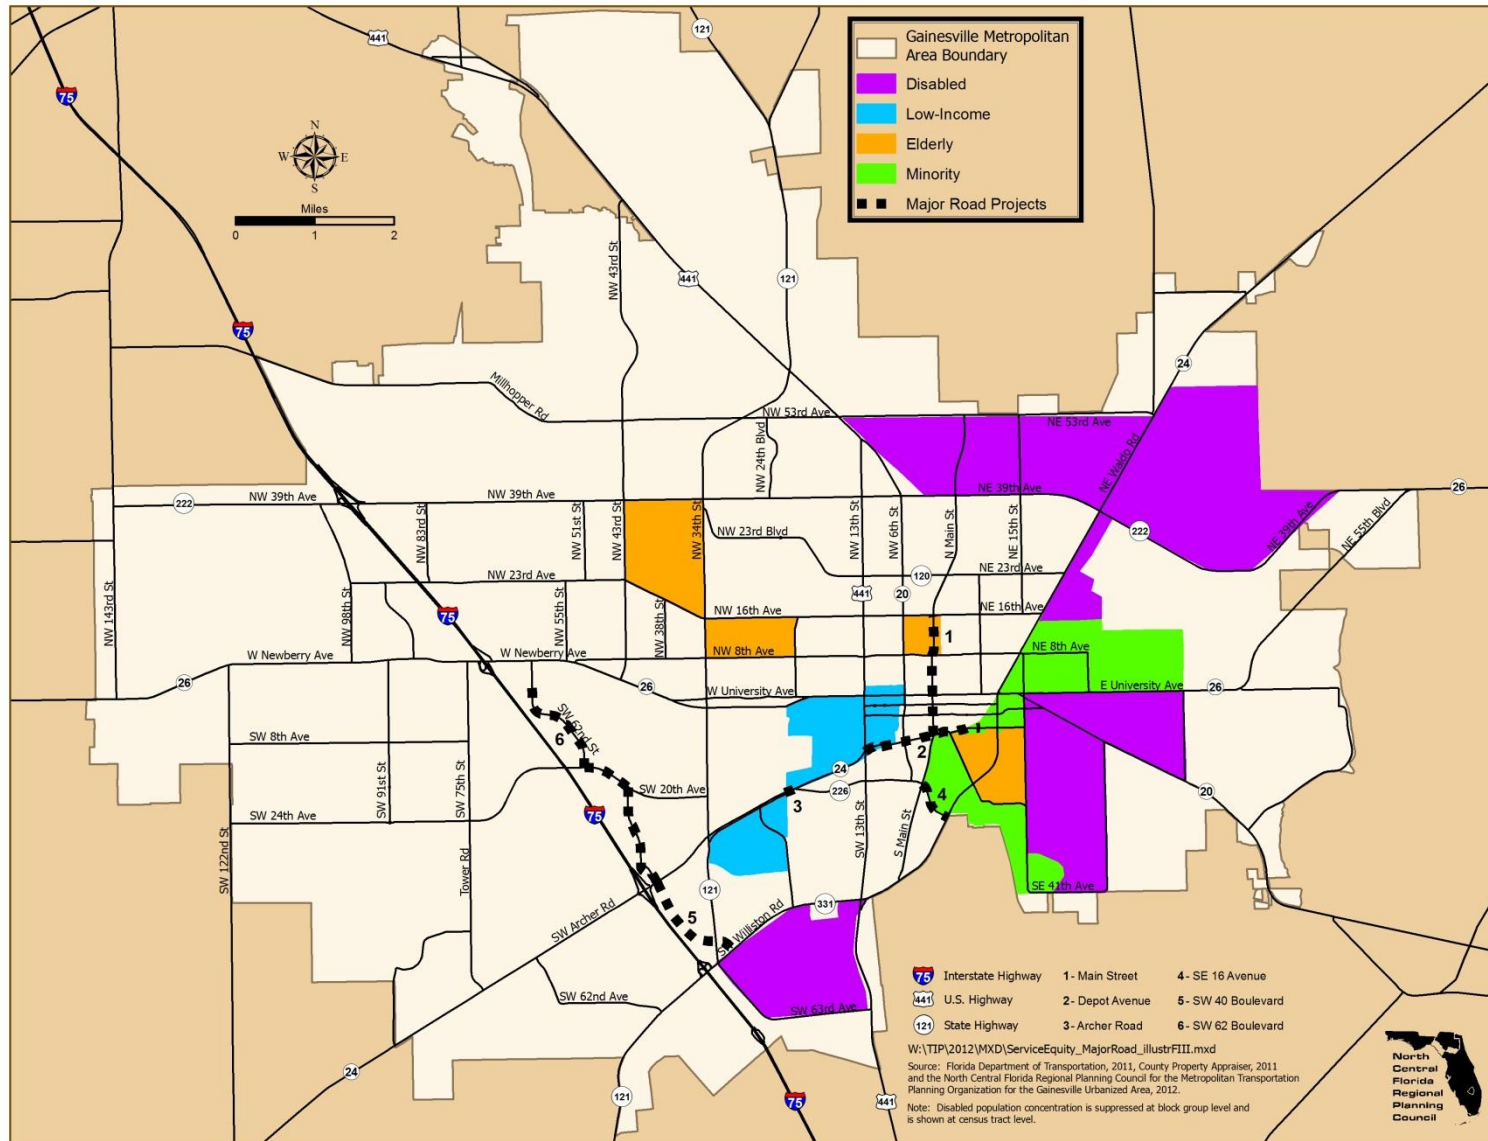 441
121
Gainesville Metropolitan
Area Boundary
Disabled
Low-Income
Elderly
Minority
Major Road Projects
75
N
W E
S
Miles
0 1 2
NW 43rd St
441
121
75
24
Millhopper Rd
NW 53rd Ave
NE 53rd Ave
NW 24th Blvd
NE Waldo Rd
222
NW 39th Ave
NW 39th Ave
NE 39th Ave
26
NW 83rd St
NW 51st St
NW 43rd St
NW 34th St
NW 23rd Blvd
NW 13th St
NW 6th St
N Main St
NE 15th St
222
NE 39th Ave
NE 55th Blvd
NW 143rd St
NW 98th St
NW 23rd Ave
NW 55th St
NW 38th St
120
NE 23rd Ave
441
20
75
NW 16th Ave
NE 16th Ave
1
W Newberry Ave
W Newberry Ave
NW 8th Ave
NE 8th Ave
26
26
W University Ave
E University Ave
26
SW 62nd St
SW 8th Ave
6
2
24
SW 91st St
SW 75th St
SW 20th Ave
3
226
4
20
SW 24th Ave
75
SW 13th St
S Main St
SW 122nd St
Tower Rd
121
SE 41th Ave
SW Archer Rd
5
SW Williston Rd
331
SW 62nd Ave
SW 63rd Ave
24
121
75
441
75 Interstate Highway 1 - Main Street 4 - SE 16 Avenue
441 U.S. Highway 2 - Depot Avenue 5 - SW 40 Boulevard
121 State Highway 3 - Archer Road 6 - SW 62 Boulevard
W:\TIP\2012\MXD\ServiceEquity_MajorRoad_illustrFIII.mxd
Source: Florida Department of Transportation, 2011, County Property Appraiser, 2011
and the North Central Florida Regional Planning Council for the Metropolitan Transportation
Planning Organization for the Gainesville Urbanized Area, 2012.
Note: Disabled population concentration is suppressed at block group level and
is shown at census tract level.
North
Central
Florida
Regional
Planning
Council